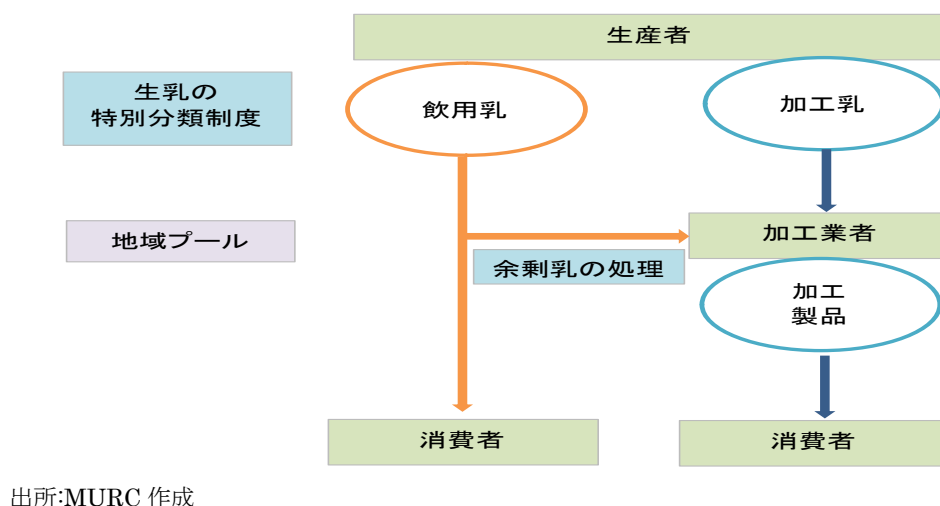 生産者
生乳の
特別分類制度
飲用乳
加工乳
地域プール
加工業者
余剰乳の処理
加工
製品
消費者
消費者
出所:MURC 作成